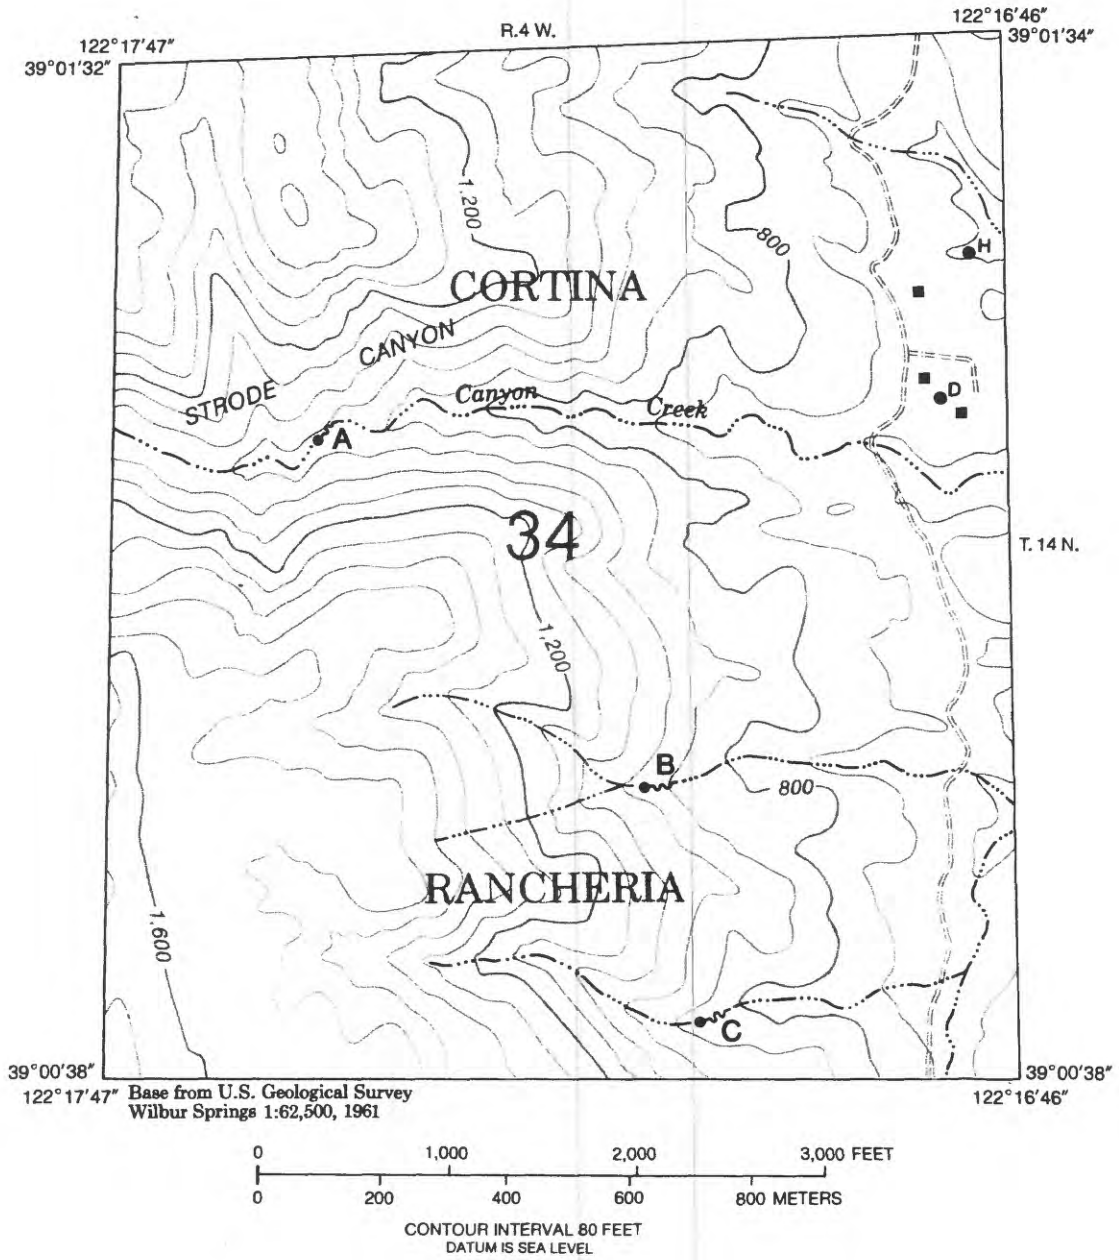 122°16'46"
R.4 W.
122°17'47"
39°01'34"
39°01'32"
1.200
800
H
CORTINA
CANYON
STRODE
Canyon
Creek
D
A
34
T. 14 N.
1,200
B
800
RANCHERIA
1.600
C
39°00'38"
39°00'38"
122°17'47"
122°16'46"
Base from U.S. Geological Survey
Wilbur Springs 1:62,500, 1961
0 1,000 2,000 3,000 FEET
0 200 400 600 800 METERS
CONTOUR INTERVAL 80 FEET
DATUM IS SEA LEVEL